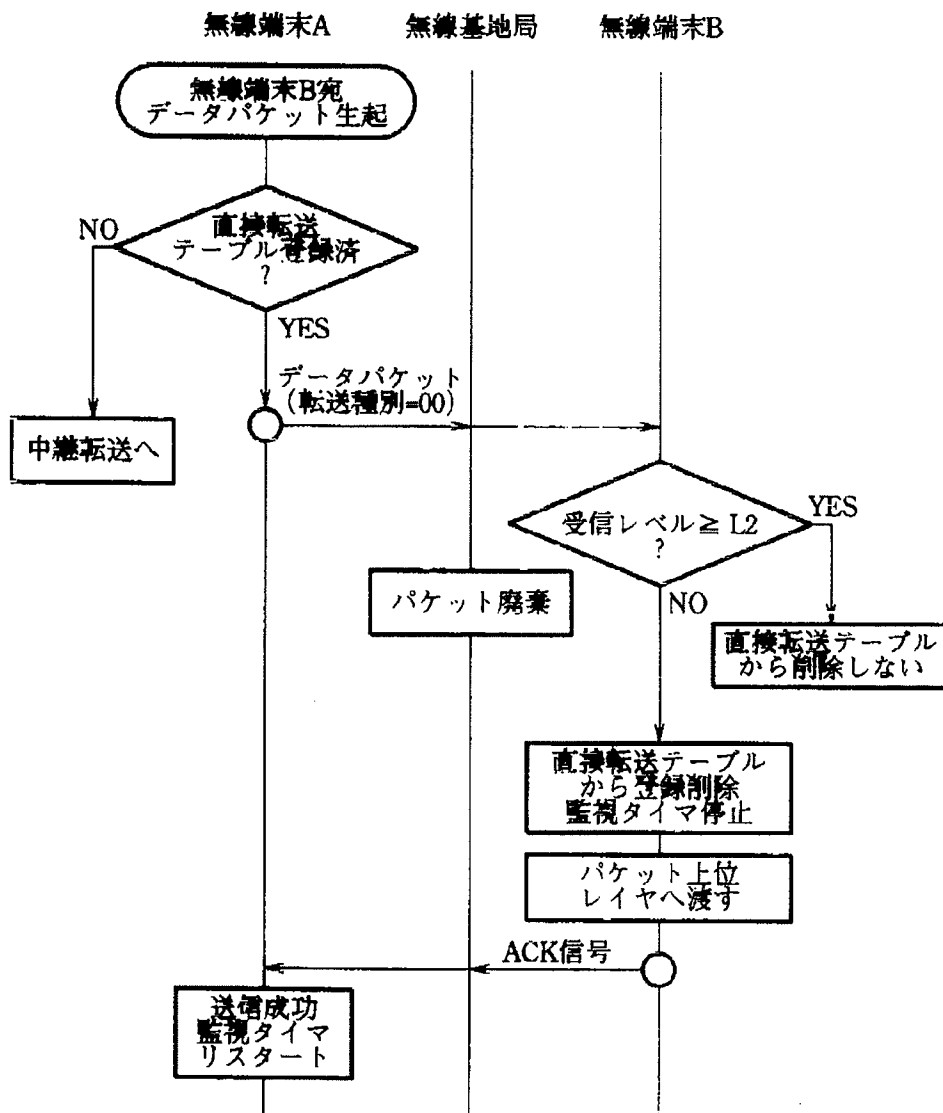 無線端末A 無線基地局 無線端末B
無線端末B宛
データパケット生起
NO
直接転送
テーブル登録済
?
YES
データパケット
(転送種別=00)
中継転送へ
受信レベル≧L2
?
YES
NO
パケット廃棄
直接転送テーブル
から削除しない
直接転送テーブル
から登録削除
監視タイマ停止
パケット上位
レイヤへ渡す
ACK信号
送信成功
監視タイマ
リスタート